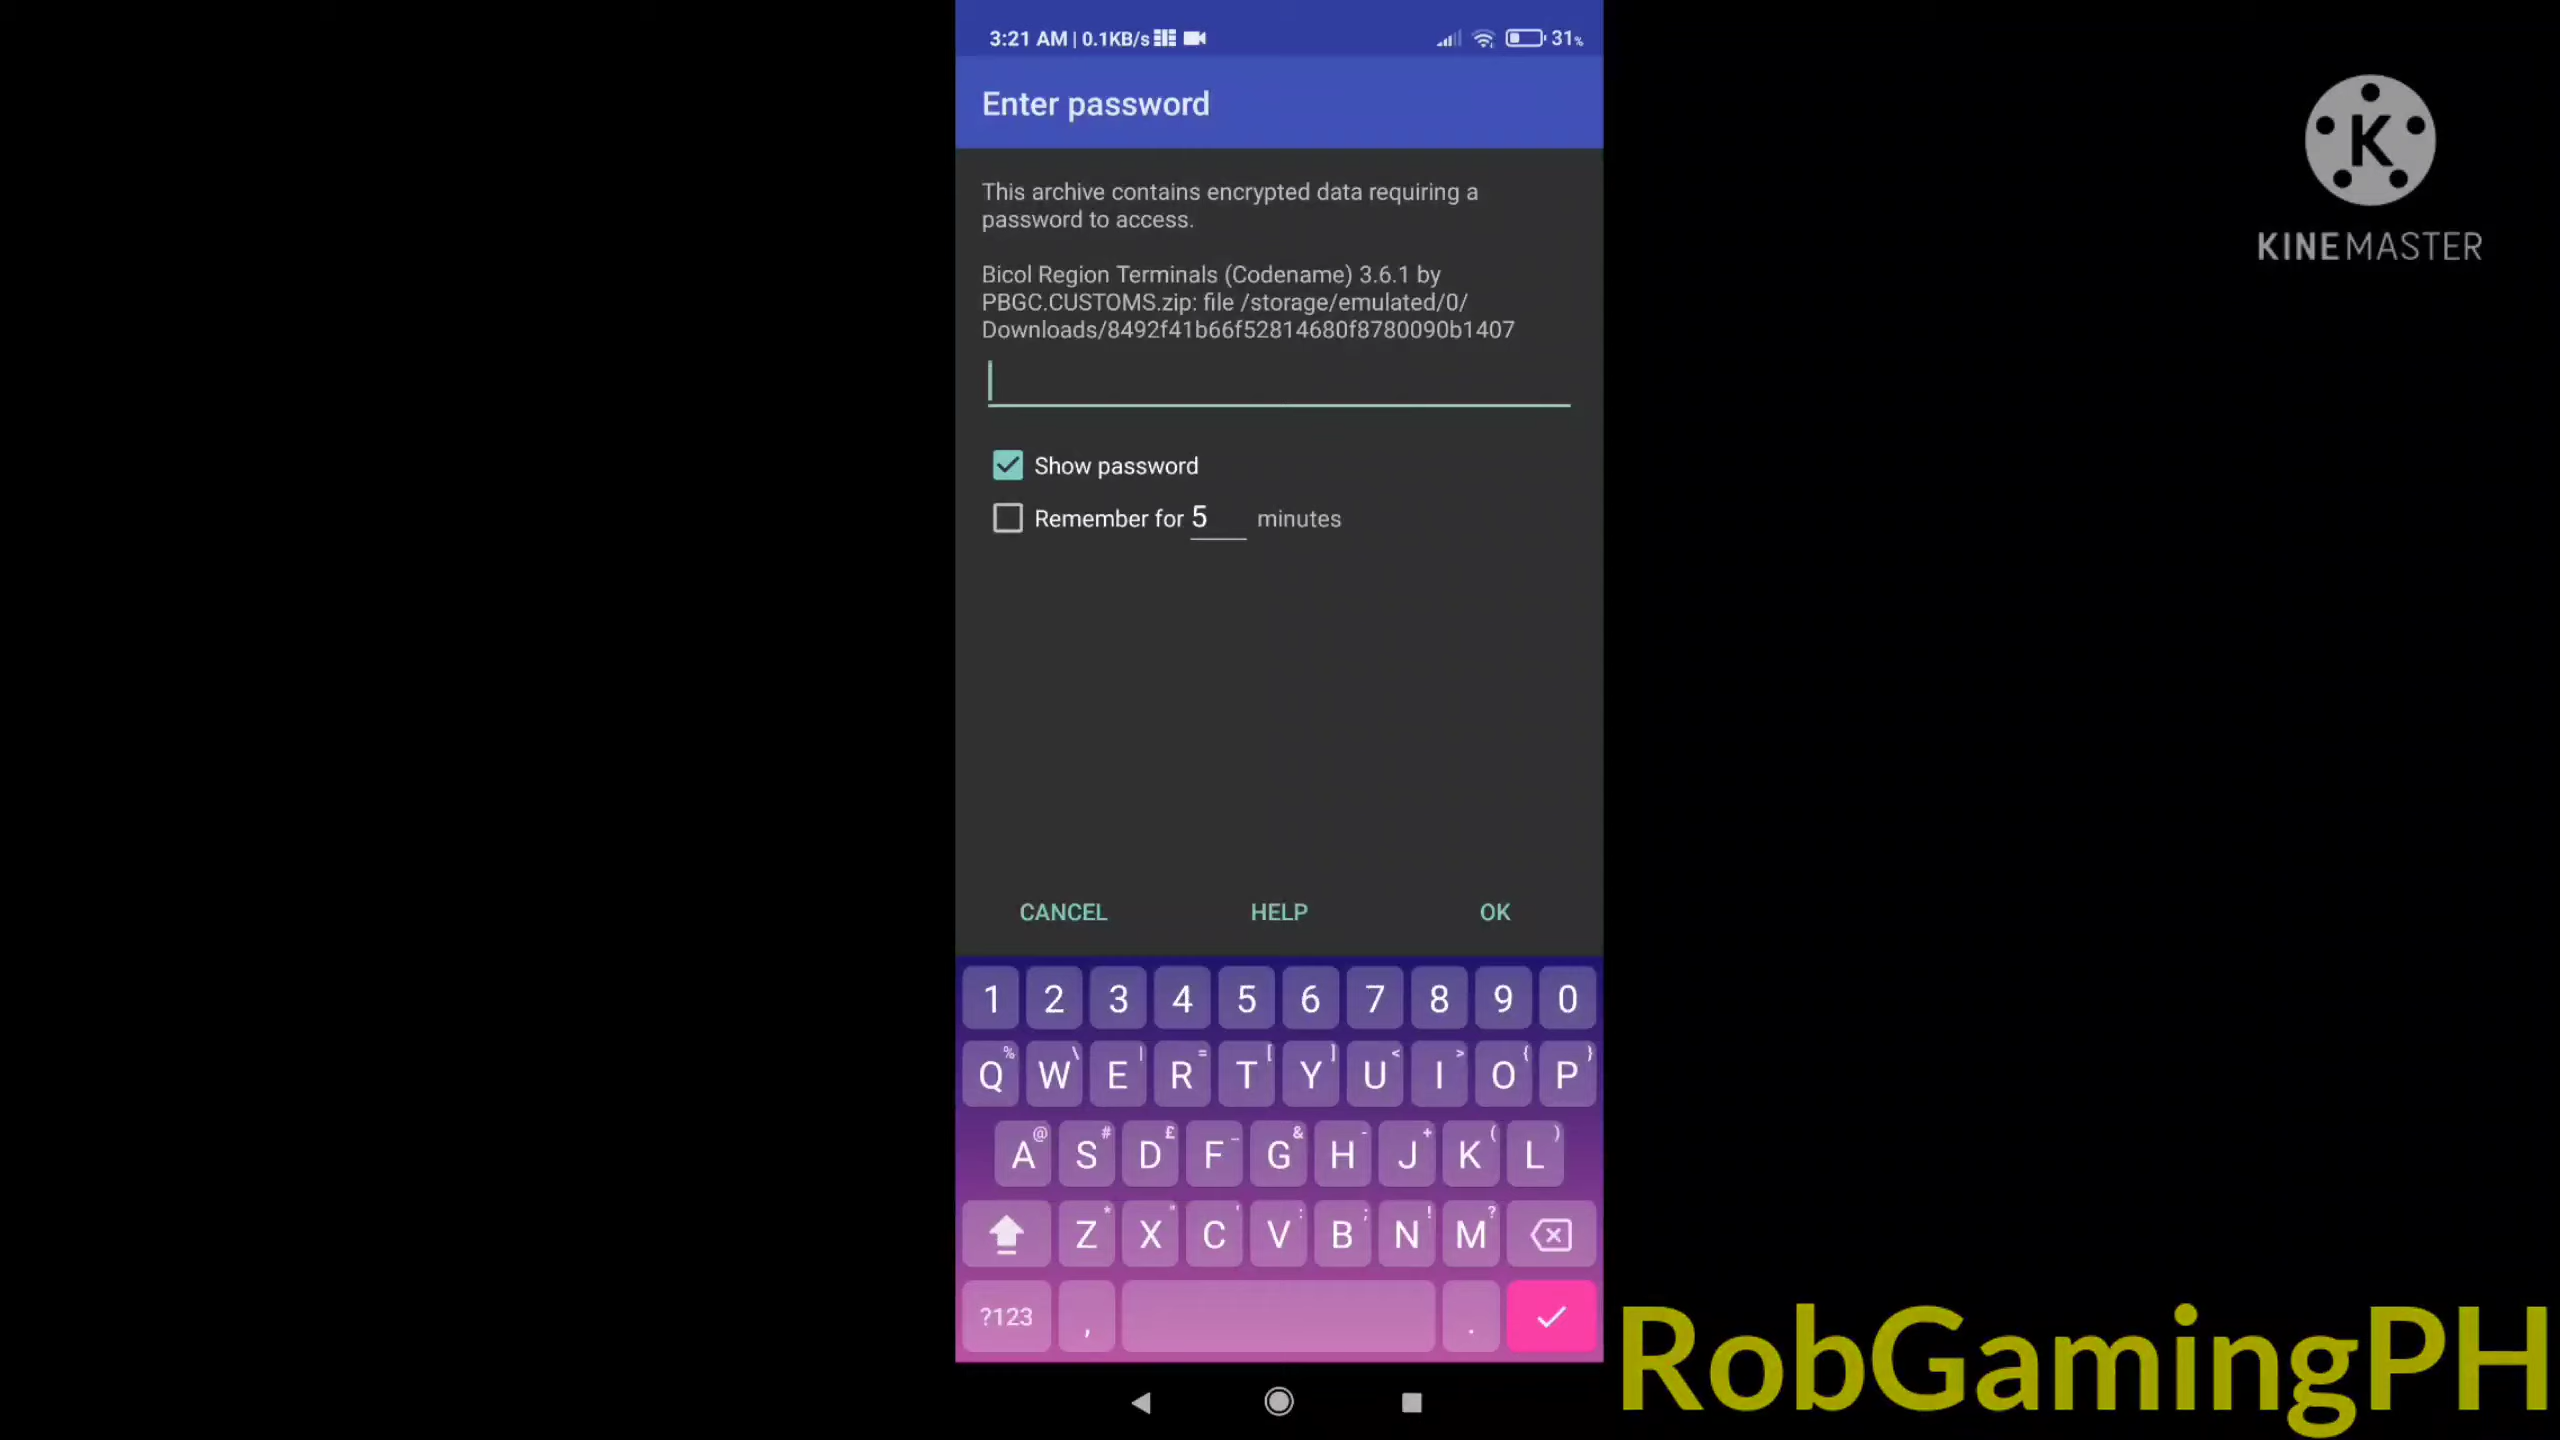 3:21 AM | 0.1KB/s
31%
Enter password
K
KINEMASTER
This archive contains encrypted data requiring a
password to access.
Bicol Region Terminals (Codename) 3.6.1 by
PBGC.CUSTOMS.zip: file /storage/emulated/0/
Downloads/8492f41b66f52814680f8780090b1407
Show password
Remember for 5 minutes
CANCEL HELP OK
1 2 3 4 5 6 7 8 9 0
% \ | = [ ] < > { }
Q W E R T Y U I O P
@ # £ _ & - + ( )
A S D F G H J K L
* " ' : ; ! ?
Z X C V B N M
?123 , .
RobGamingPH